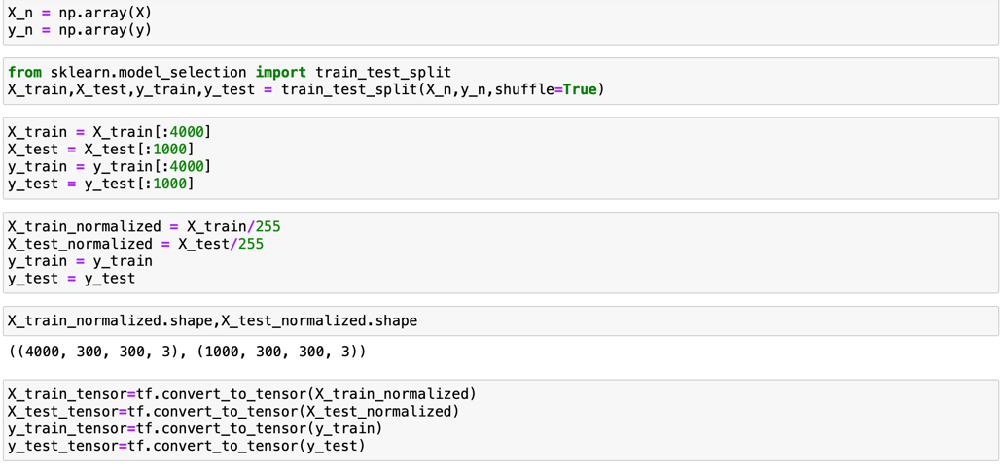 X_n = np.array(X)
y_n = np.array(y)
from sklearn.model_selection import train_test_split
X_train,X_test,y_train,y_test = train_test_split(X_n,y_n,shuffle=True)
X_train = X_train[:4000]
X_test = X_test[:1000]
y_train = y_train[:4000]
y_test = y_test[:1000]
X_train_normalized = X_train/255
X_test_normalized = X_test/255
y_train = y_train
y_test = y_test
X_train_normalized.shape,X_test_normalized.shape
((4000, 300, 300, 3), (1000, 300, 300, 3))
X_train_tensor=tf.convert_to_tensor(X_train_normalized)
X_test_tensor=tf.convert_to_tensor(X_test_normalized)
y_train_tensor=tf.convert_to_tensor(y_train)
y_test_tensor=tf.convert_to_tensor(y_test)